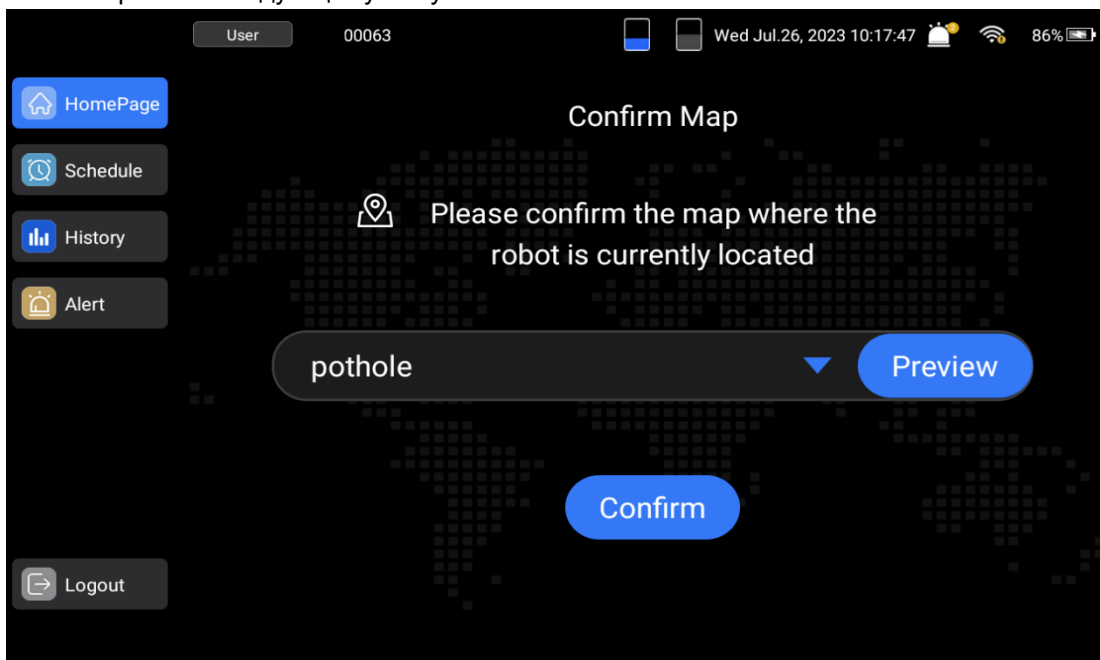 User 00063 Wed Jul.26, 2023 10:17:47 2 86%
HomePage
Confirm Map
Schedule
Please confirm the map where the
History
robot is currently located
Alert
pothole Preview
Confirm
Logout